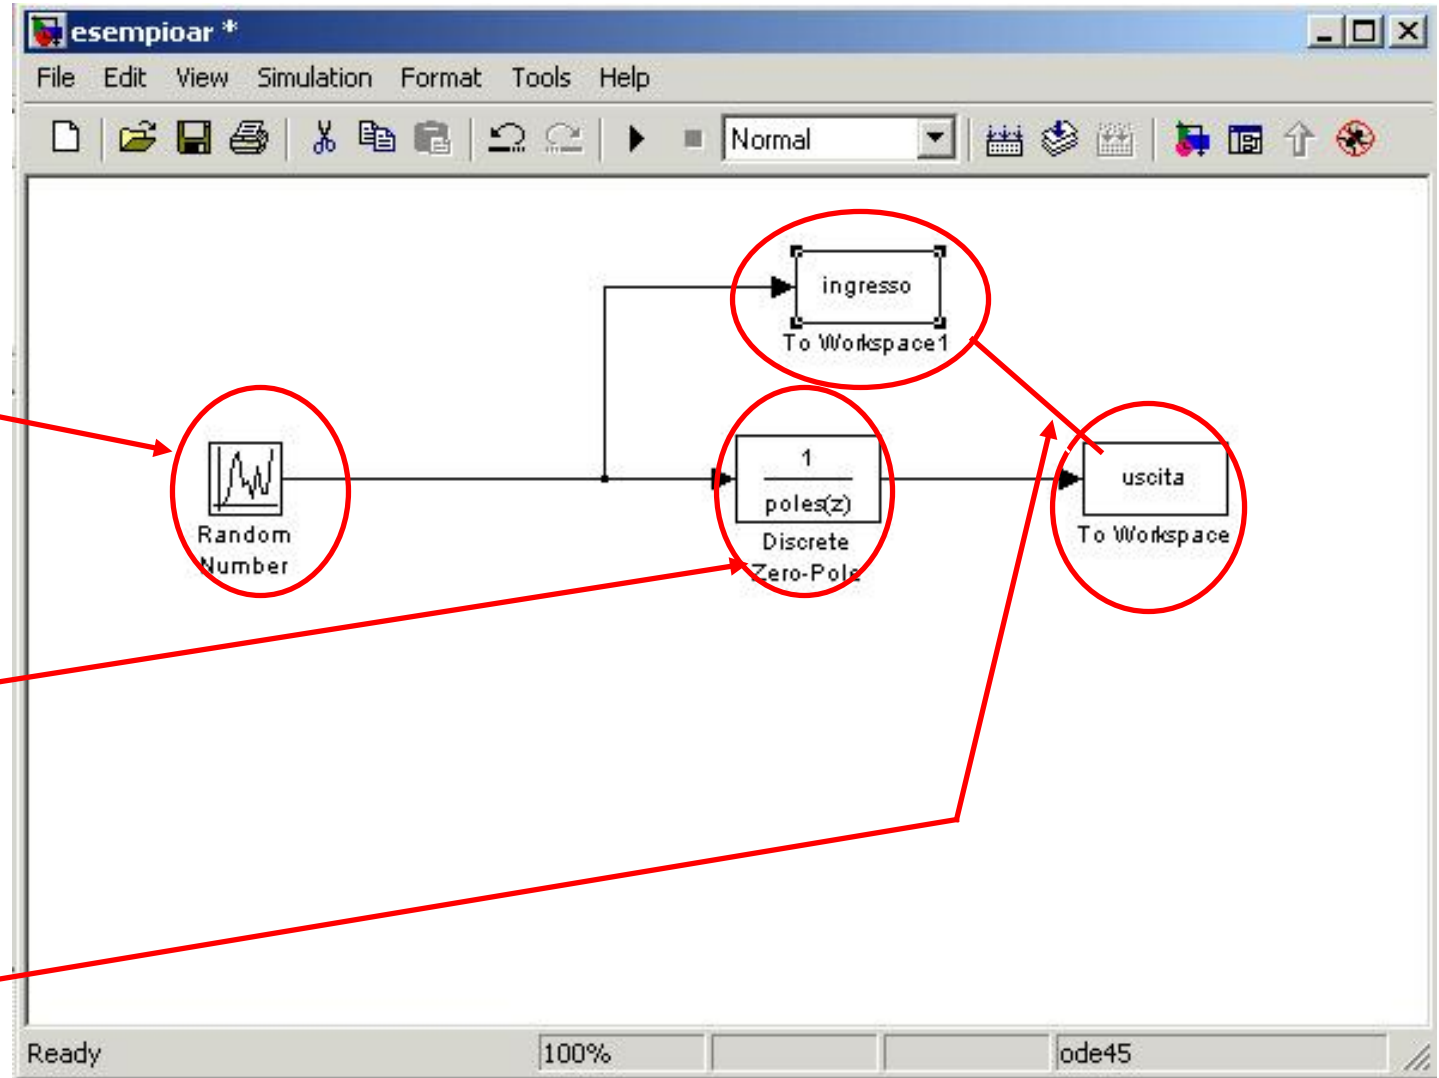 esempioar *
File Edit View Simulation Format Tools Help
Normal
ingresso
To Workspace1
1
poles(z)
Discrete
Zero-Pole
uscita
To Workspace
Random
Number
Ready 100% ode45